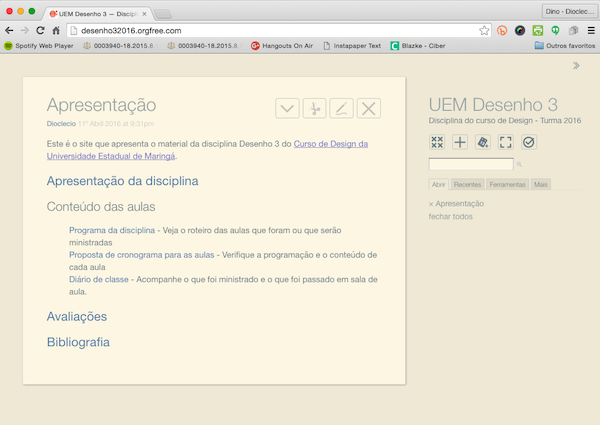 UEM Desenho 3 — Discipli
Dino - Dioclec...
desenho32016.orgfree.com
Spotify Web Player
0003940-18.2015.6
0003940-18.2015.8
Hangouts On Air
Instapaper Text
Blazke - Ciber
Outros favoritos
Apresentação
Dioclecio 11º Abril 2016 at 9:31pm
Este é o site que apresenta o material da disciplina Desenho 3 do Curso de Design da
Universidade Estadual de Maringá.
Apresentação da disciplina
Conteúdo das aulas
Programa da disciplina - Veja o roteiro das aulas que foram ou que serão
ministradas
Proposta de cronograma para as aulas - Verifique a programação e o conteúdo de
cada aula
Diário de classe - Acompanhe o que foi ministrado e o que foi passado em sala de
aula.
Avaliações
Bibliografia
UEM Desenho 3
Disciplina do curso de Design - Turma 2016
Abrir Recentes Ferramentas Mais
× Apresentação
fechar todos